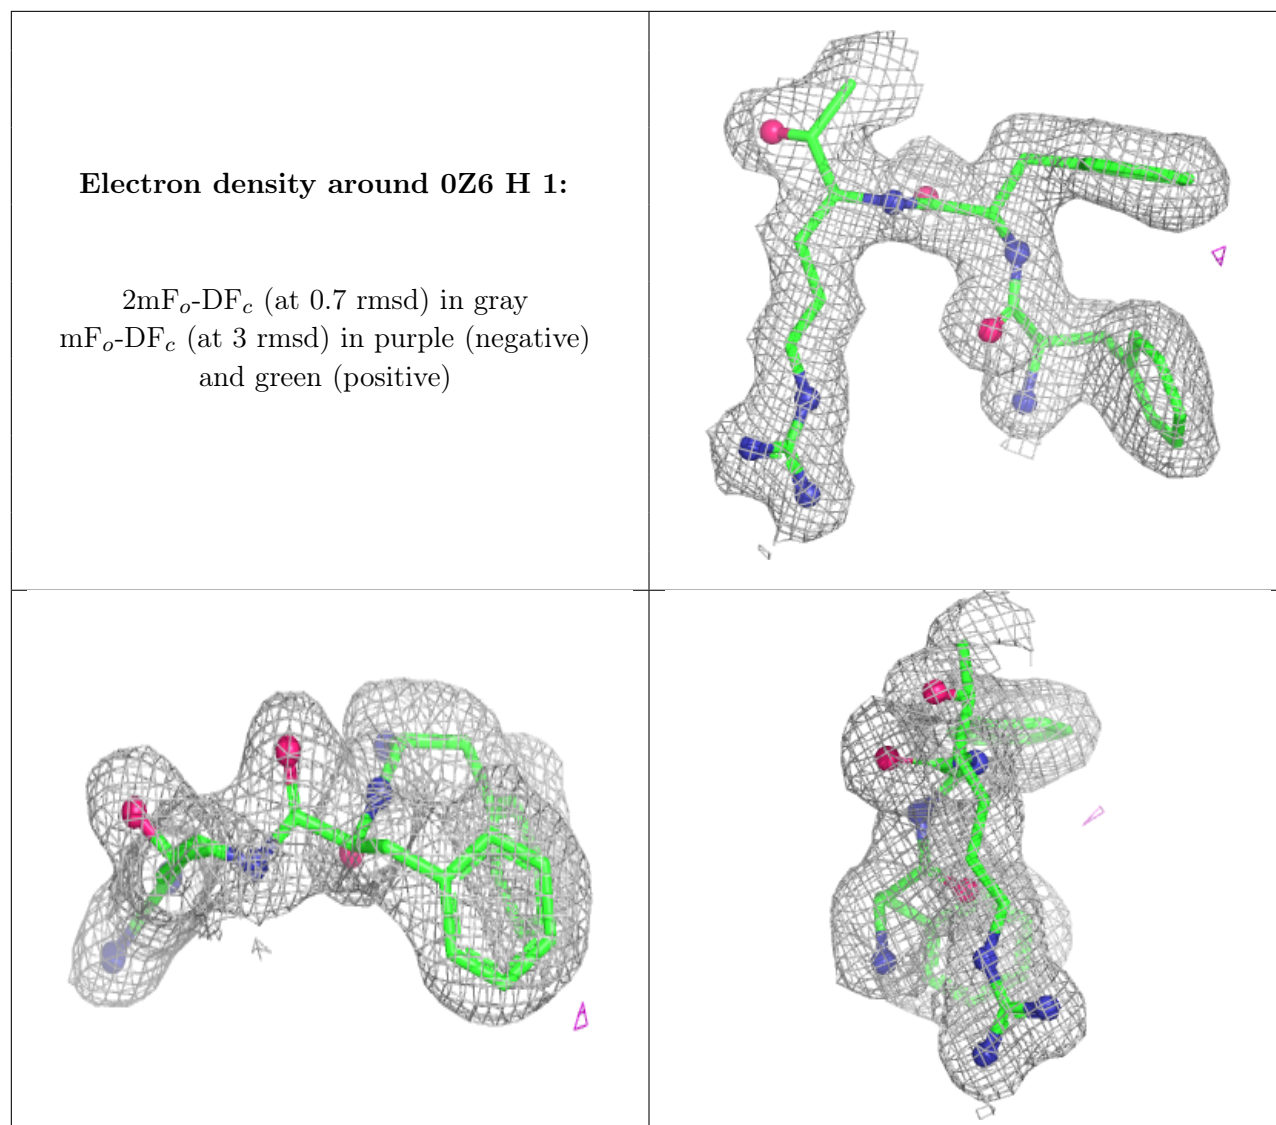 Electron density around 0Z6 H 1:
2mFo-DFc (at 0.7 rmsd) in gray
mFo-DFc (at 3 rmsd) in purple (negative)
and green (positive)